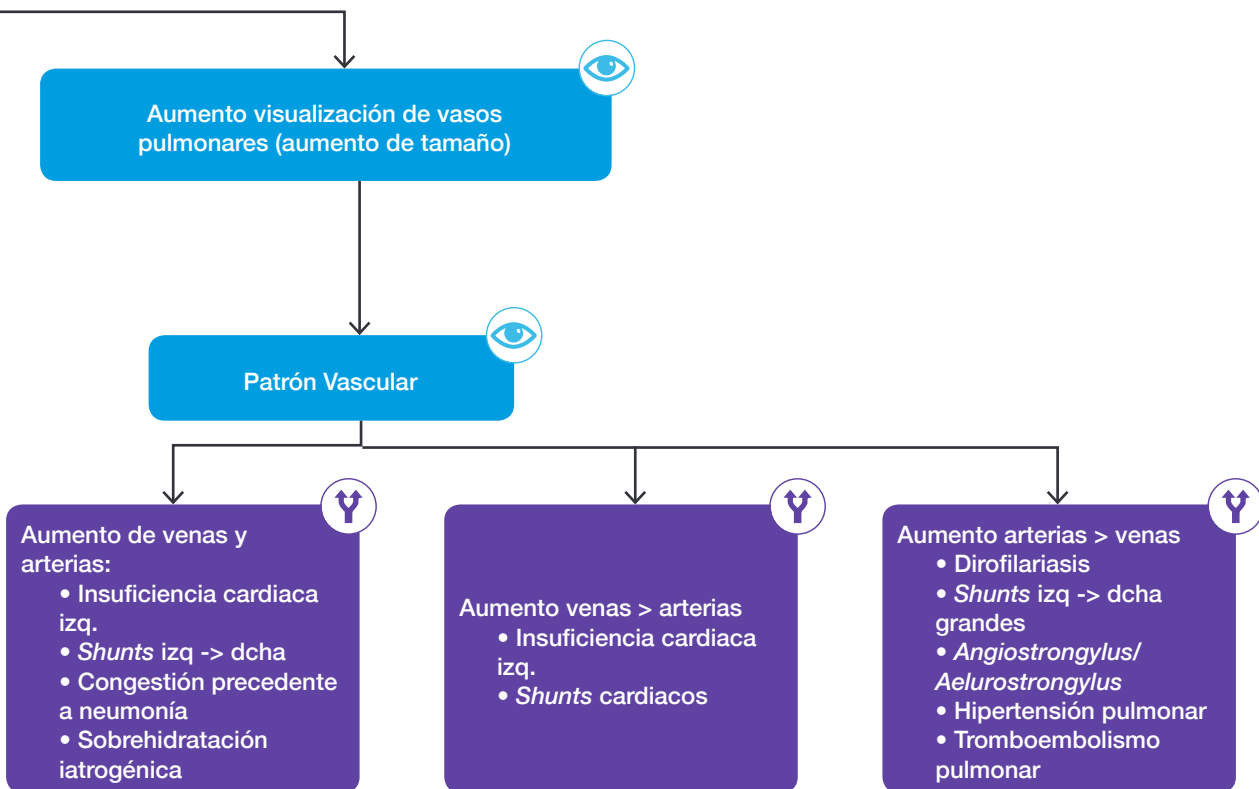 Aumento visualización de vasos
pulmonares (aumento de tamaño)
Patrón Vascular
Aumento de venas y
arterias:
• Insuficiencia cardiaca
izq.
• Shunts izq -> dcha
• Congestión precedente
a neumonía
• Sobrehidratación
iatrogénica
Aumento venas > arterias
• Insuficiencia cardiaca
izq.
• Shunts cardiacos
Aumento arterias > venas
• Dirofilariasis
• Shunts izq -> dcha
grandes
• Angiostrongylus/
Aelurostrongylus
• Hipertensión pulmonar
• Tromboembolismo
pulmonar